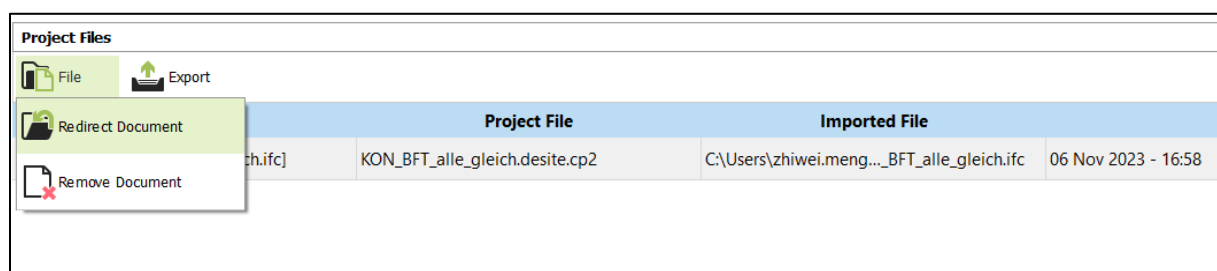 Project Files
File Export
Project File Imported File
Redirect Document
ch.ifc] KON_BFT_alle_gleich.desite.cp2 C:\Users\zhiwei.meng..._BFT_alle_gleich.ifc 06 Nov 2023 - 16:58
Remove Document